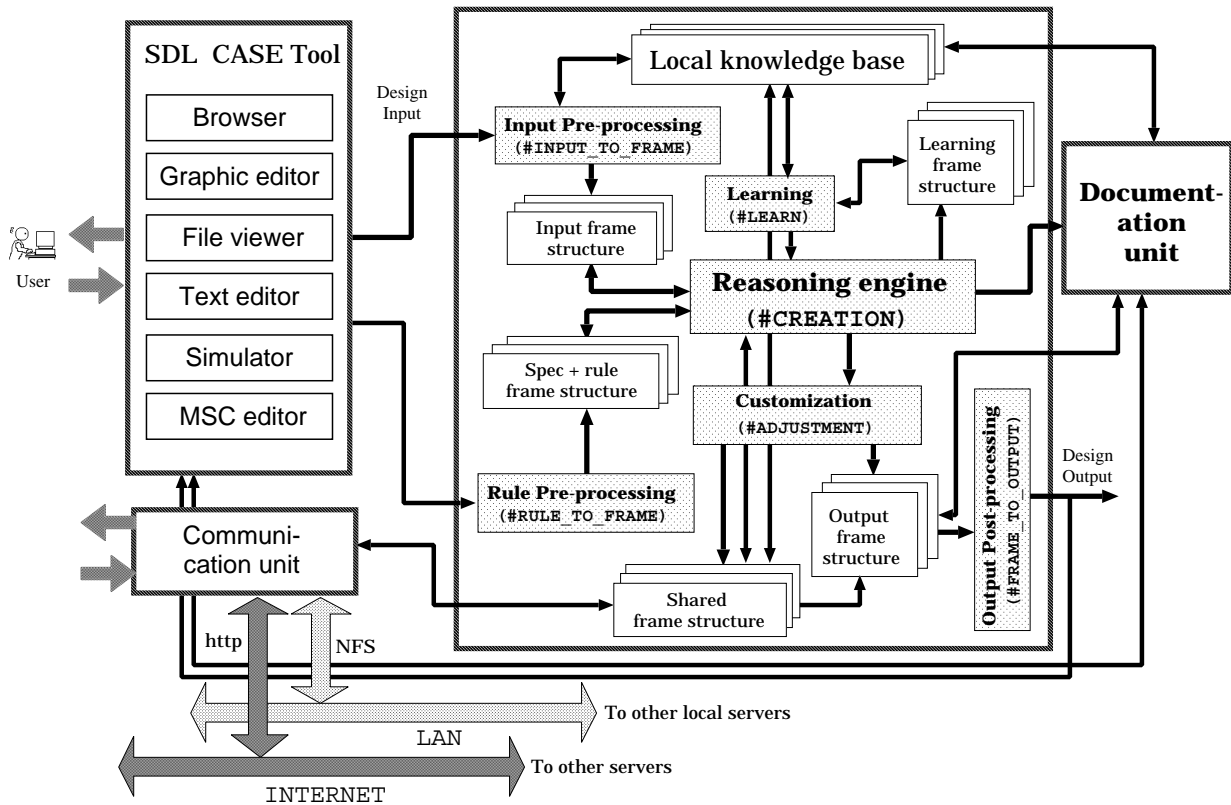 SDL CASE Tool
Browser
Graphic editor
File viewer
Text editor
Simulator
MSC editor
User
Design
Input
Local knowledge base
Input Pre-processing
(#INPUT_TO_FRAME)
Input frame
structure
Learning
(#LEARN)
Learning
frame
structure
Reasoning engine
(#CREATION)
Document-
ation
unit
Spec + rule
frame structure
Customization
(#ADJUSTMENT)
Rule Pre-processing
(#RULE_TO_FRAME)
Output
frame
structure
Output Post-processing
(#FRAME_TO_OUTPUT)
Design
Output
Communi-
cation unit
Shared
frame structure
http
NFS
To other local servers
LAN
To other servers
INTERNET